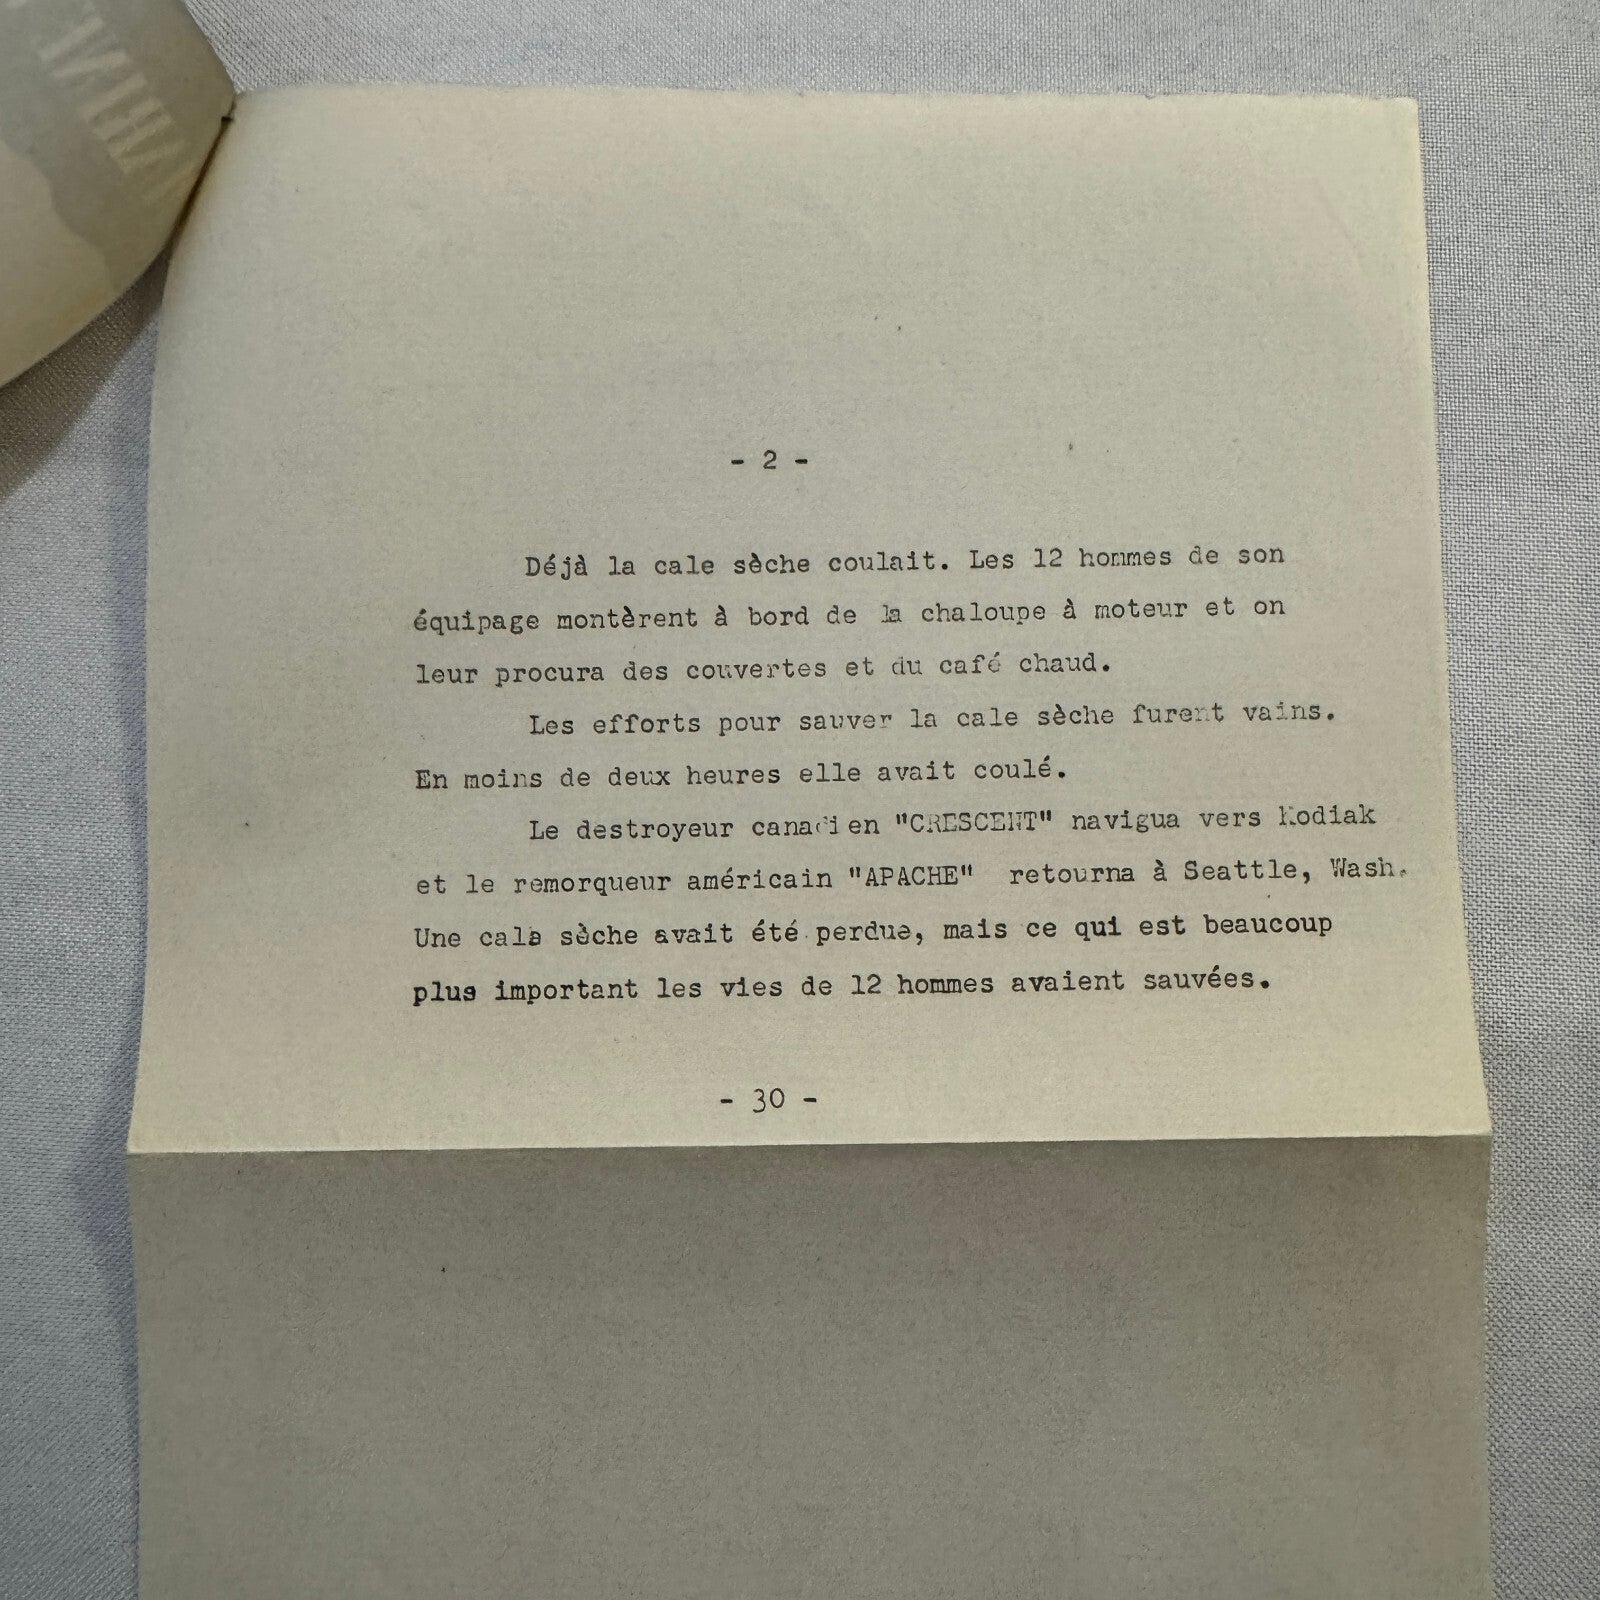 - 2 -
Déjà la cale sèche coulait. Les 12 hommes de son
équipage montèrent à bord de la chaloupe à moteur et on
leur procura des couvertes et du café chaud.
Les efforts pour sauver la cale sèche furent vains.
En moins de deux heures elle avait coulé.
Le destroyeur canadien "CRESCENT" navigua vers Kodiak
et le remorqueur américain "APACHE" retourna à Seattle, Wash.
Une cale sèche avait été perdue, mais ce qui est beaucoup
plus important les vies de 12 hommes avaient sauvées.
- 30 -